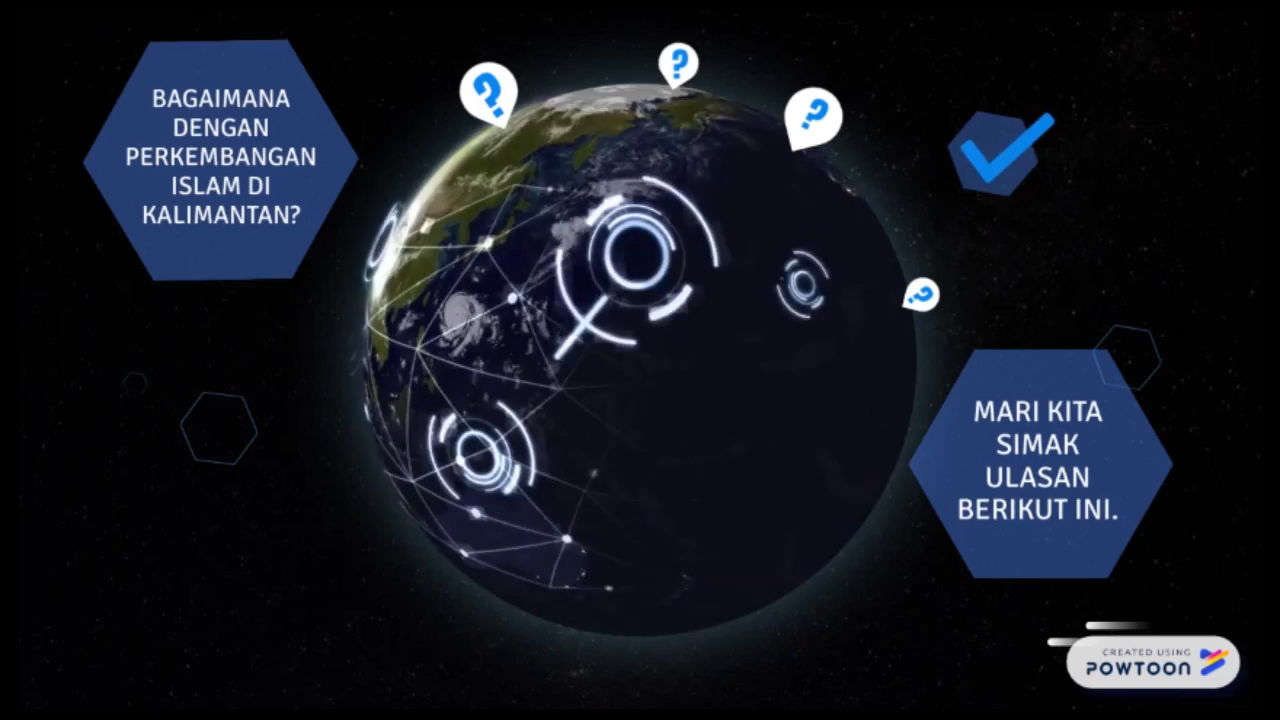 BAGAIMANA
DENGAN
PERKEMBANGAN
ISLAM DI
KALIMANTAN?
?
?
?
?
MARI KITA
SIMAK
ULASAN
BERIKUT INI.
CREATED USING
POWTOON